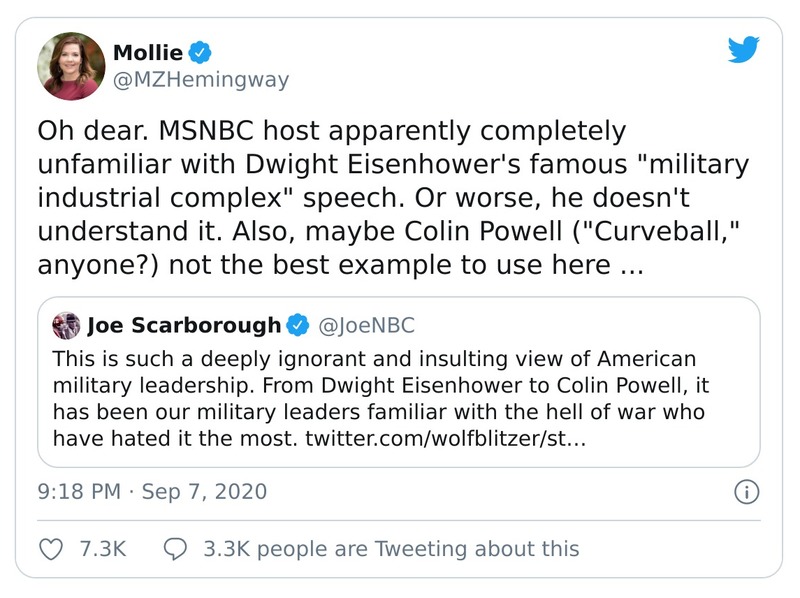 Mollie
@MZHemingway
Oh dear. MSNBC host apparently completely
unfamiliar with Dwight Eisenhower's famous "military
industrial complex" speech. Or worse, he doesn't
understand it. Also, maybe Colin Powell ("Curveball,"
anyone?) not the best example to use here ...
Joe Scarborough @JoeNBC
This is such a deeply ignorant and insulting view of American
military leadership. From Dwight Eisenhower to Colin Powell, it
has been our military leaders familiar with the hell of war who
have hated it the most. twitter.com/wolfblitzer/st...
9:18 PM · Sep 7, 2020
7.3K 3.3K people are Tweeting about this